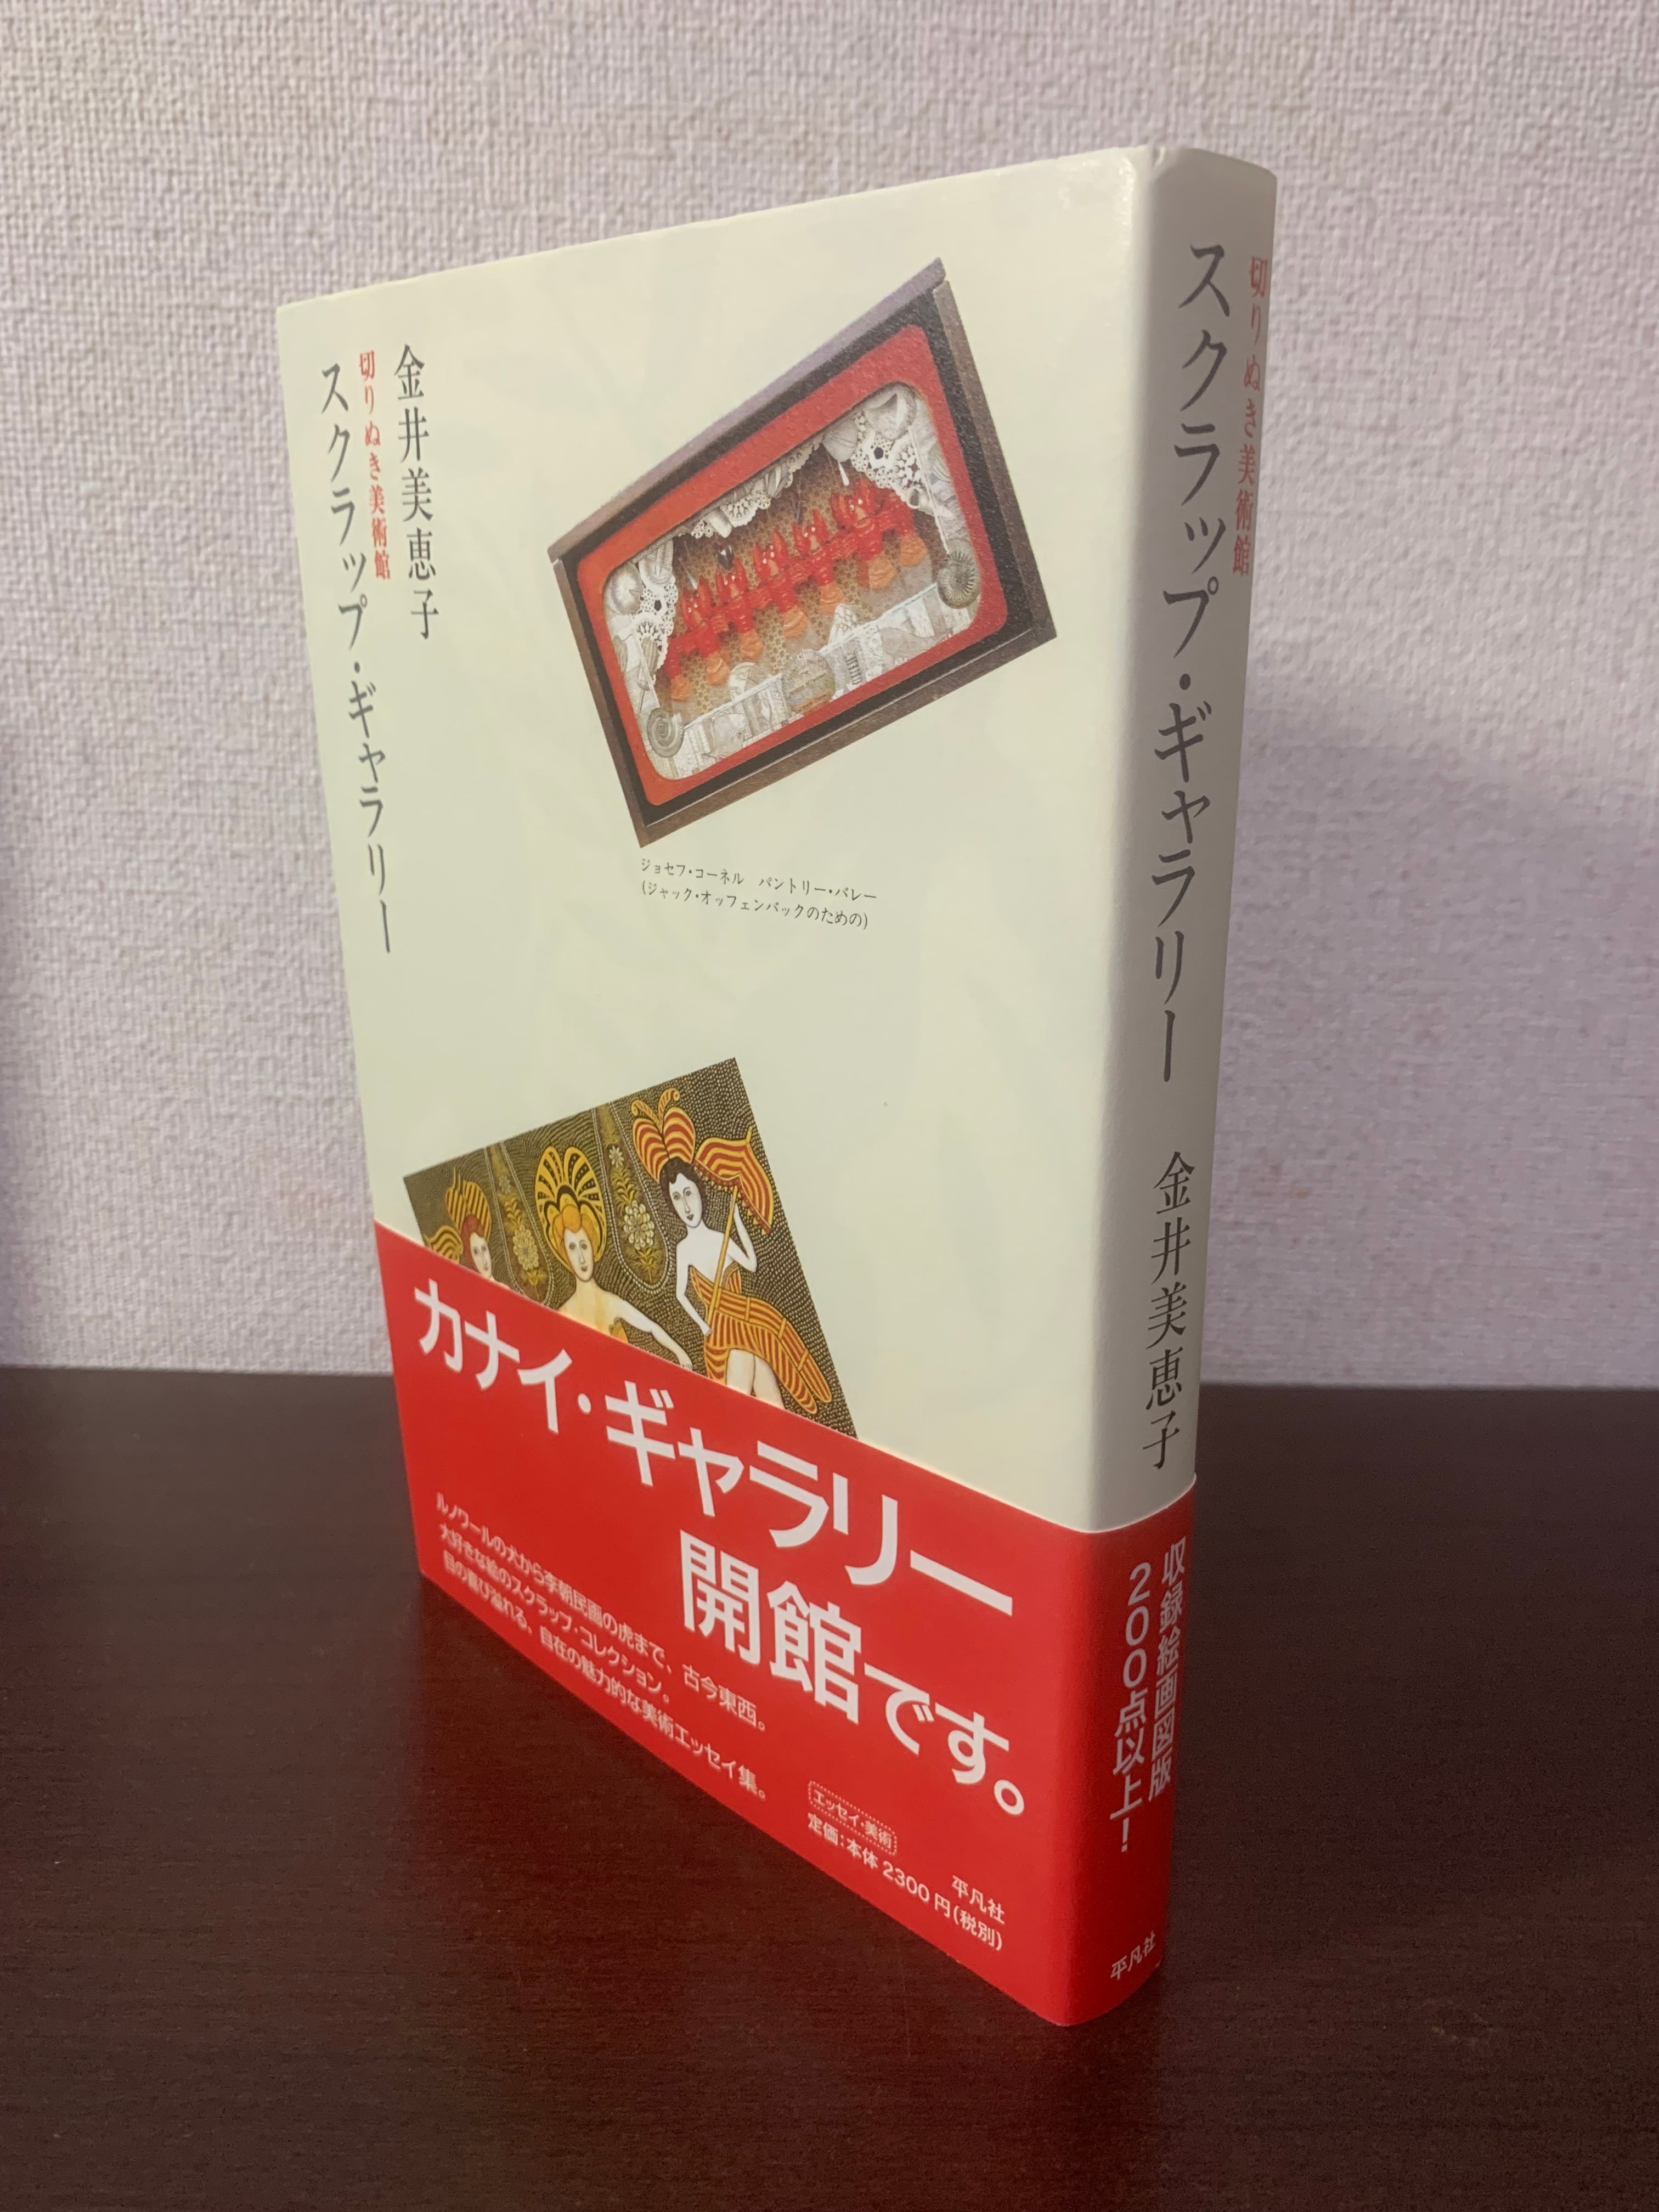 金井美恵子
切りぬき美術館
スクラップ・ギャラリー
ジョセフ・コーネル パントリー・バレー
(ジャック・オッフェンバックのための)
カナイ・ギャラリー
開館です。
ルノワールの犬から李朝民画の虎まで、古今東西。
大好きな絵のスクラップ・コレクション。
目の喜び溢れる、自在の魅力的な美術エッセイ集。
エッセイ・美術
平凡社
定価:本体2300円(税別)
切りぬき美術館
スクラップ・ギャラリー 金井美恵子
収録絵画図版
200点以上!
平凡社